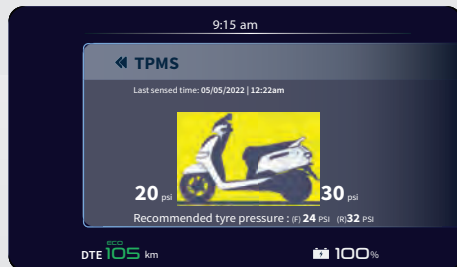 9:15 am
TPMS
Last sensed time: 05/05/2022 | 12:22am
20 psi
30 psi
Recommended tyre pressure : (F) 24 PSI (R)32 PSI
ECO
DTE 105 km
100%